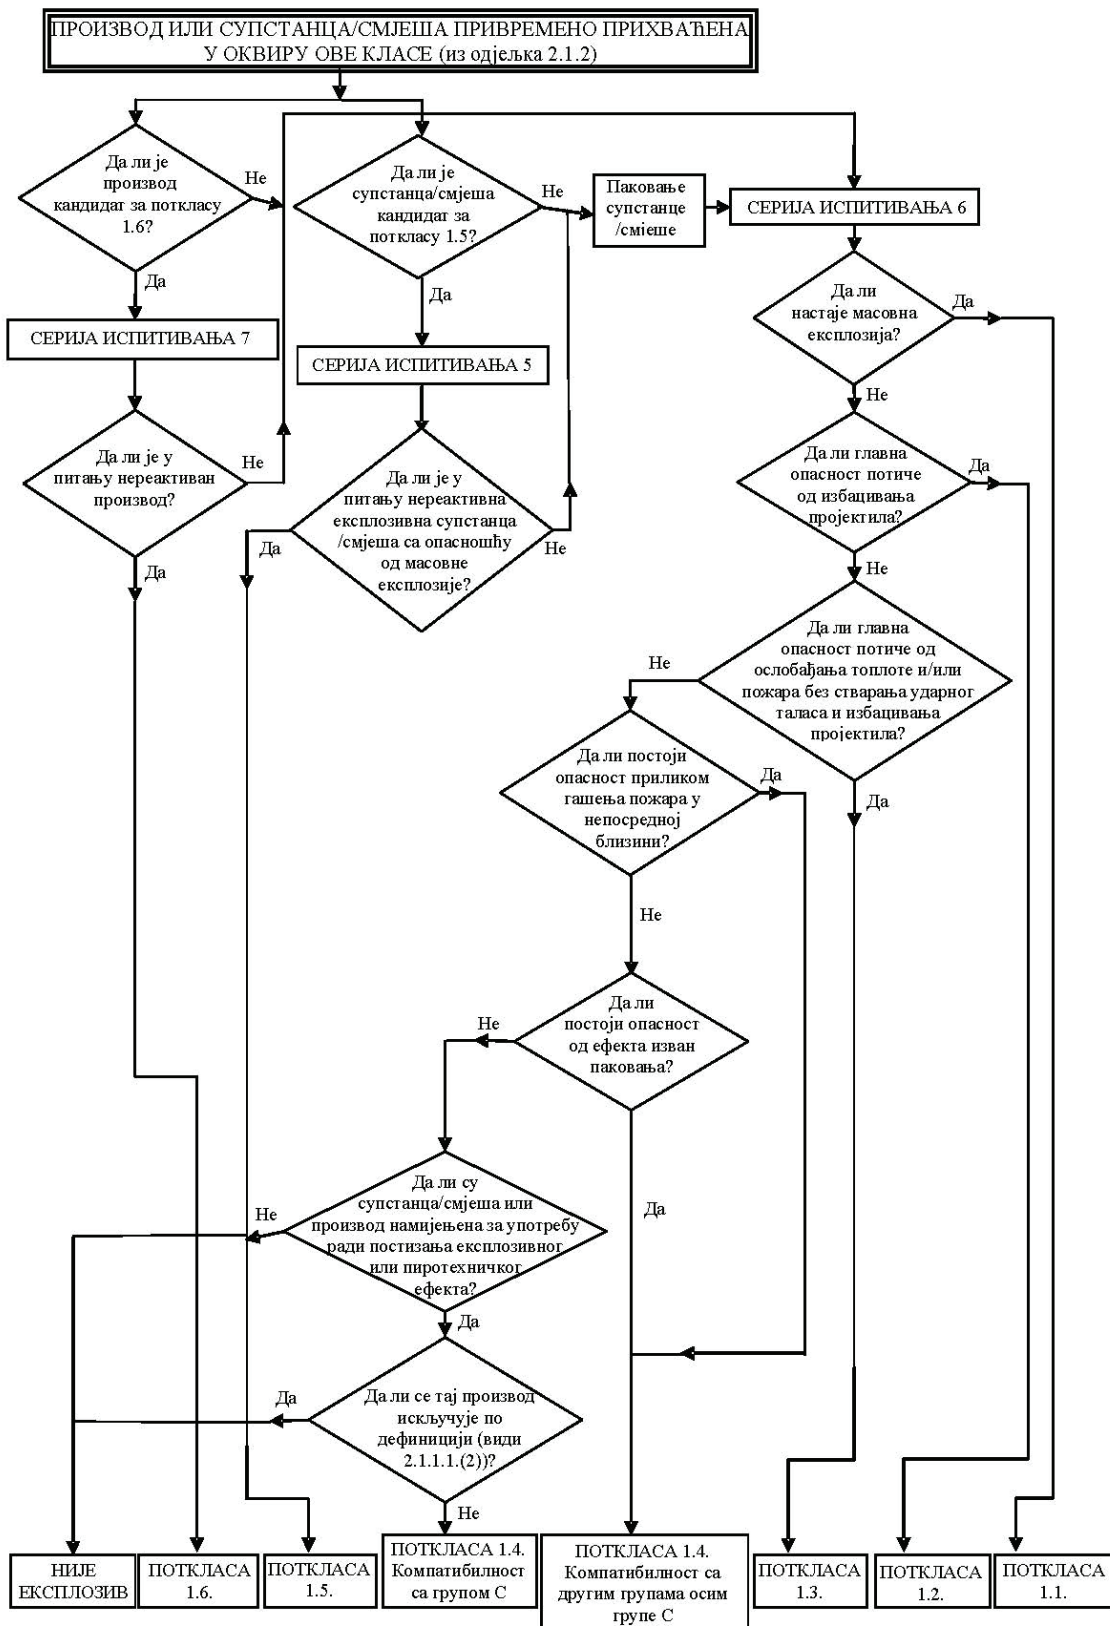 ПРОИЗВОД ИЛИ СУПСТАНЦА/СМЈЕША ПРИВРЕМЕНО ПРИХВАЋЕНА
У ОКВИРУ ОВЕ КЛАСЕ (из одјељка 2.1.2)
Да ли је
производ
кандидат за поткласу
1.6?
Не
Да
Да ли је
супстанца/смјеша
кандидат за
поткласу 1.5?
Не
Да
Паковање
супстанце
/смјеше
СЕРИЈА ИСПИТИВАЊА 6
Да ли
настаје масовна
експлозија?
Да
Не
СЕРИЈА ИСПИТИВАЊА 7
СЕРИЈА ИСПИТИВАЊА 5
Да ли је у
питању нереактиван
производ?
Не
Да
Да ли је у
питању нереактивна
експлозивна супстанца
/смјеша са опасношћу
од масовне
експлозије?
Да
Не
Да ли главна
опасност потиче
од избацивања
пројектила?
Да
Не
Да ли главна
опасност потиче од
ослобађања топлоте и/или
пожара без стварања ударног
таласа и избацивања
пројектила?
Не
Да
Да ли постоји
опасност приликом
гашења пожара у
непосредној
близини?
Да
Не
Да ли
постоји опасност
од ефекта изван
паковања?
Не
Да
Да ли су
супстанца/смјеша или
производ намијењена за употребу
ради постизања експлозивног
или пиротехничког
ефекта?
Не
Да
Да ли се тај производ
искључује по
дефиницији (види
2.1.1.1.(2))?
Да
Не
НИЈЕ
ЕКСПЛОЗИВ
ПОТКЛАСА
1.6.
ПОТКЛАСА
1.5.
ПОТКЛАСА 1.4.
Компатибилност
са групом С
ПОТКЛАСА 1.4.
Компатибилност са
другим групама осим
групе С
ПОТКЛАСА
1.3.
ПОТКЛАСА
1.2.
ПОТКЛАСА
1.1.